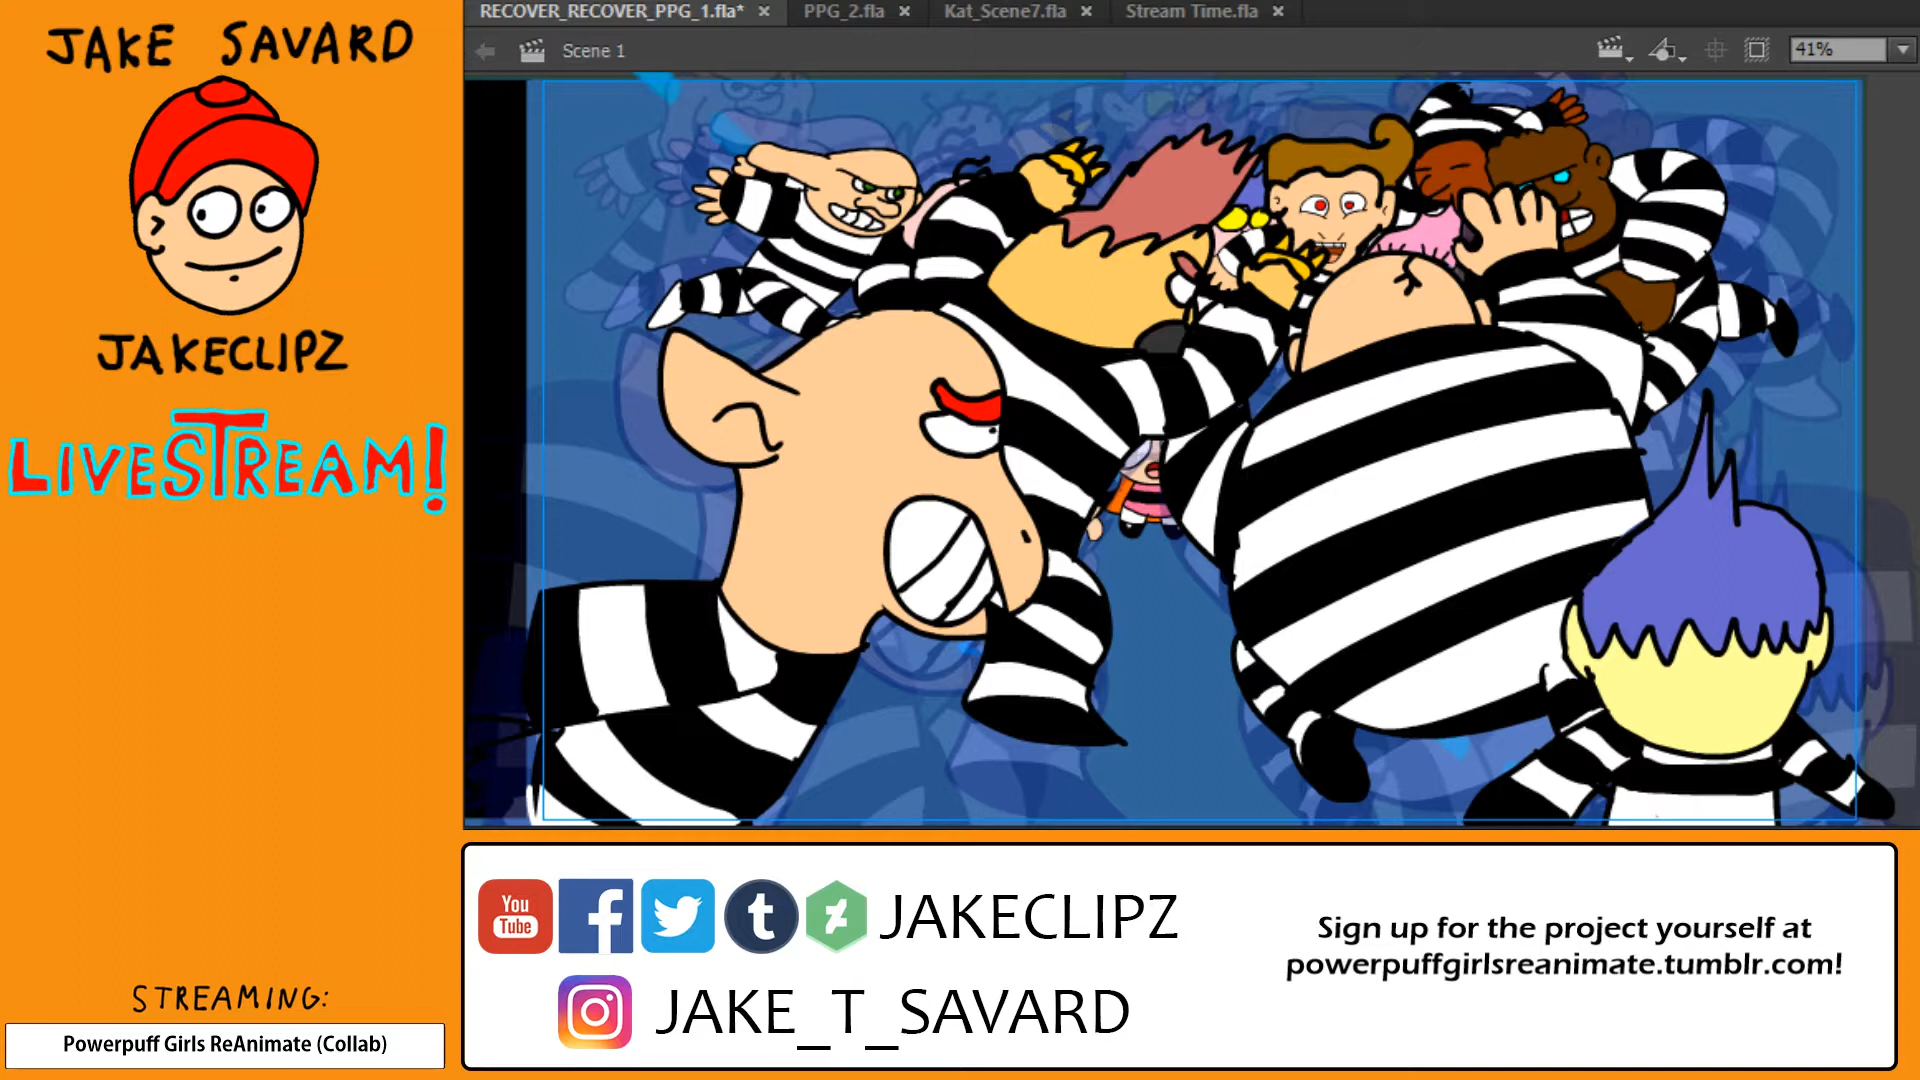 JAKE SAVARD
JAKECLIPZ
LIVESTREAM!
STREAMING:
Powerpuff Girls ReAnimate (Collab)
RECOVER_RECOVER_PPG_1.fla* × PPG_2.fla × Kat_Scene7.fla × Stream Time.fla ×
Scene 1
41%
You
Tube
f
t
JAKECLIPZ
JAKE_T_SAVARD
Sign up for the project yourself at
powerpuffgirlsreanimate.tumblr.com!